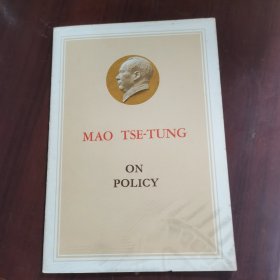 MAO TSE-TUNG
ON
POLICY